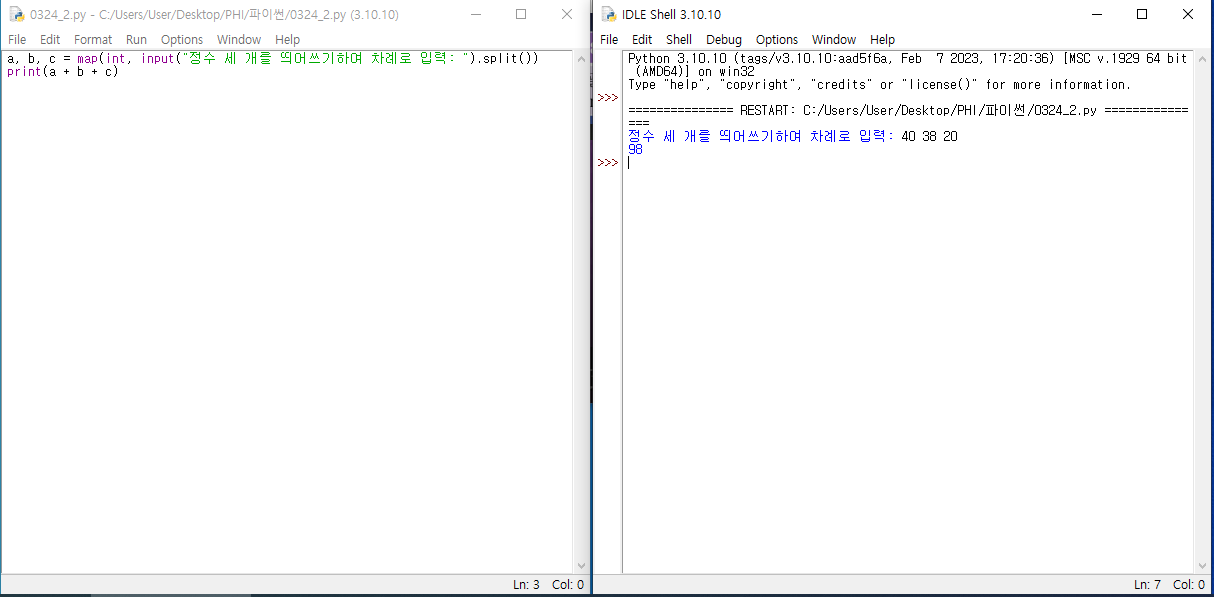 0324_2.py - C:/Users/User/Desktop/PHI/파이썬/0324_2.py (3.10.10)
File Edit Format Run Options Window Help
a, b, c = map(int, input("정수 세 개를 띄어쓰기하여 차례로 입력: ").split())
print(a + b + c)
Ln: 3 Col: 0
IDLE Shell 3.10.10
File Edit Shell Debug Options Window Help
Python 3.10.10 (tags/v3.10.10:aad5f6a, Feb  7 2023, 17:20:36) [MSC v.1929 64 bit
 (AMD64)] on win32
Type "help", "copyright", "credits" or "license()" for more information.
>>>
=============== RESTART: C:/Users/User/Desktop/PHI/파이썬/0324_2.py ============
===
정수 세 개를 띄어쓰기하여 차례로 입력: 40 38 20
98
>>>
Ln: 7 Col: 0